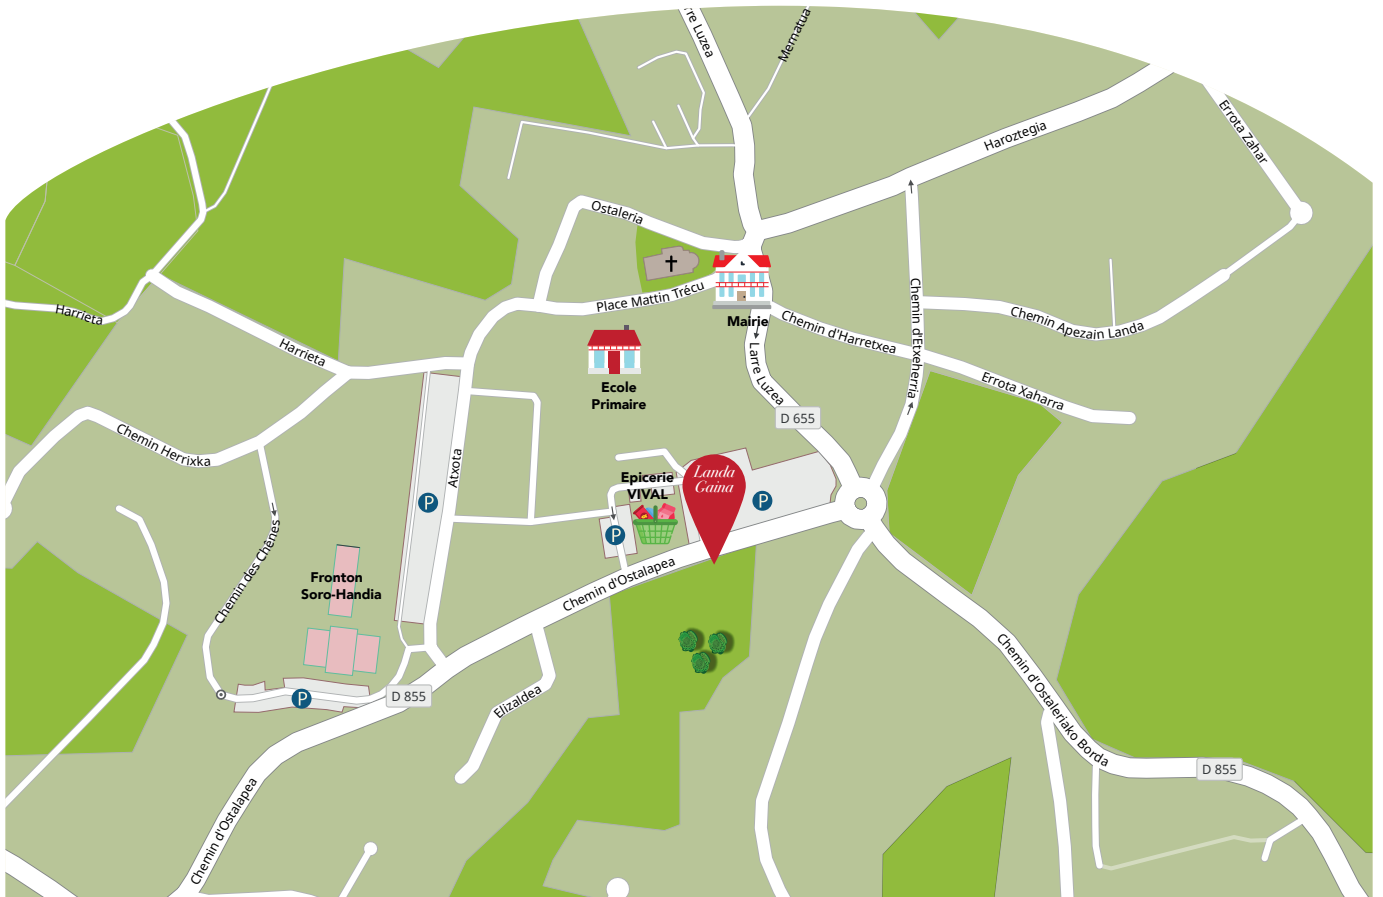 rre Luzea
Mernatua
Haroztegia
Errota Zahar
Ostaleria
Place Mattin Trécu
Mairie
Harrieta
Harrieta
Chemin d'Harretxea
Chemin d'Etxeherria
Chemin Apezain Landa
Larre Luzea
Errota Xaharra
Ecole
Primaire
D 655
Chemin Herrixka
Atxota
Epicerie
VIVAL
Landa
Gaina
P
P
P
Chemin des Chênes
Fronton
Soro-Handia
Chemin d'Ostalapea
P
D 855
Elizaldea
Chemin d'Ostaleriako Borda
D 855
Chemin d'Ostalapea